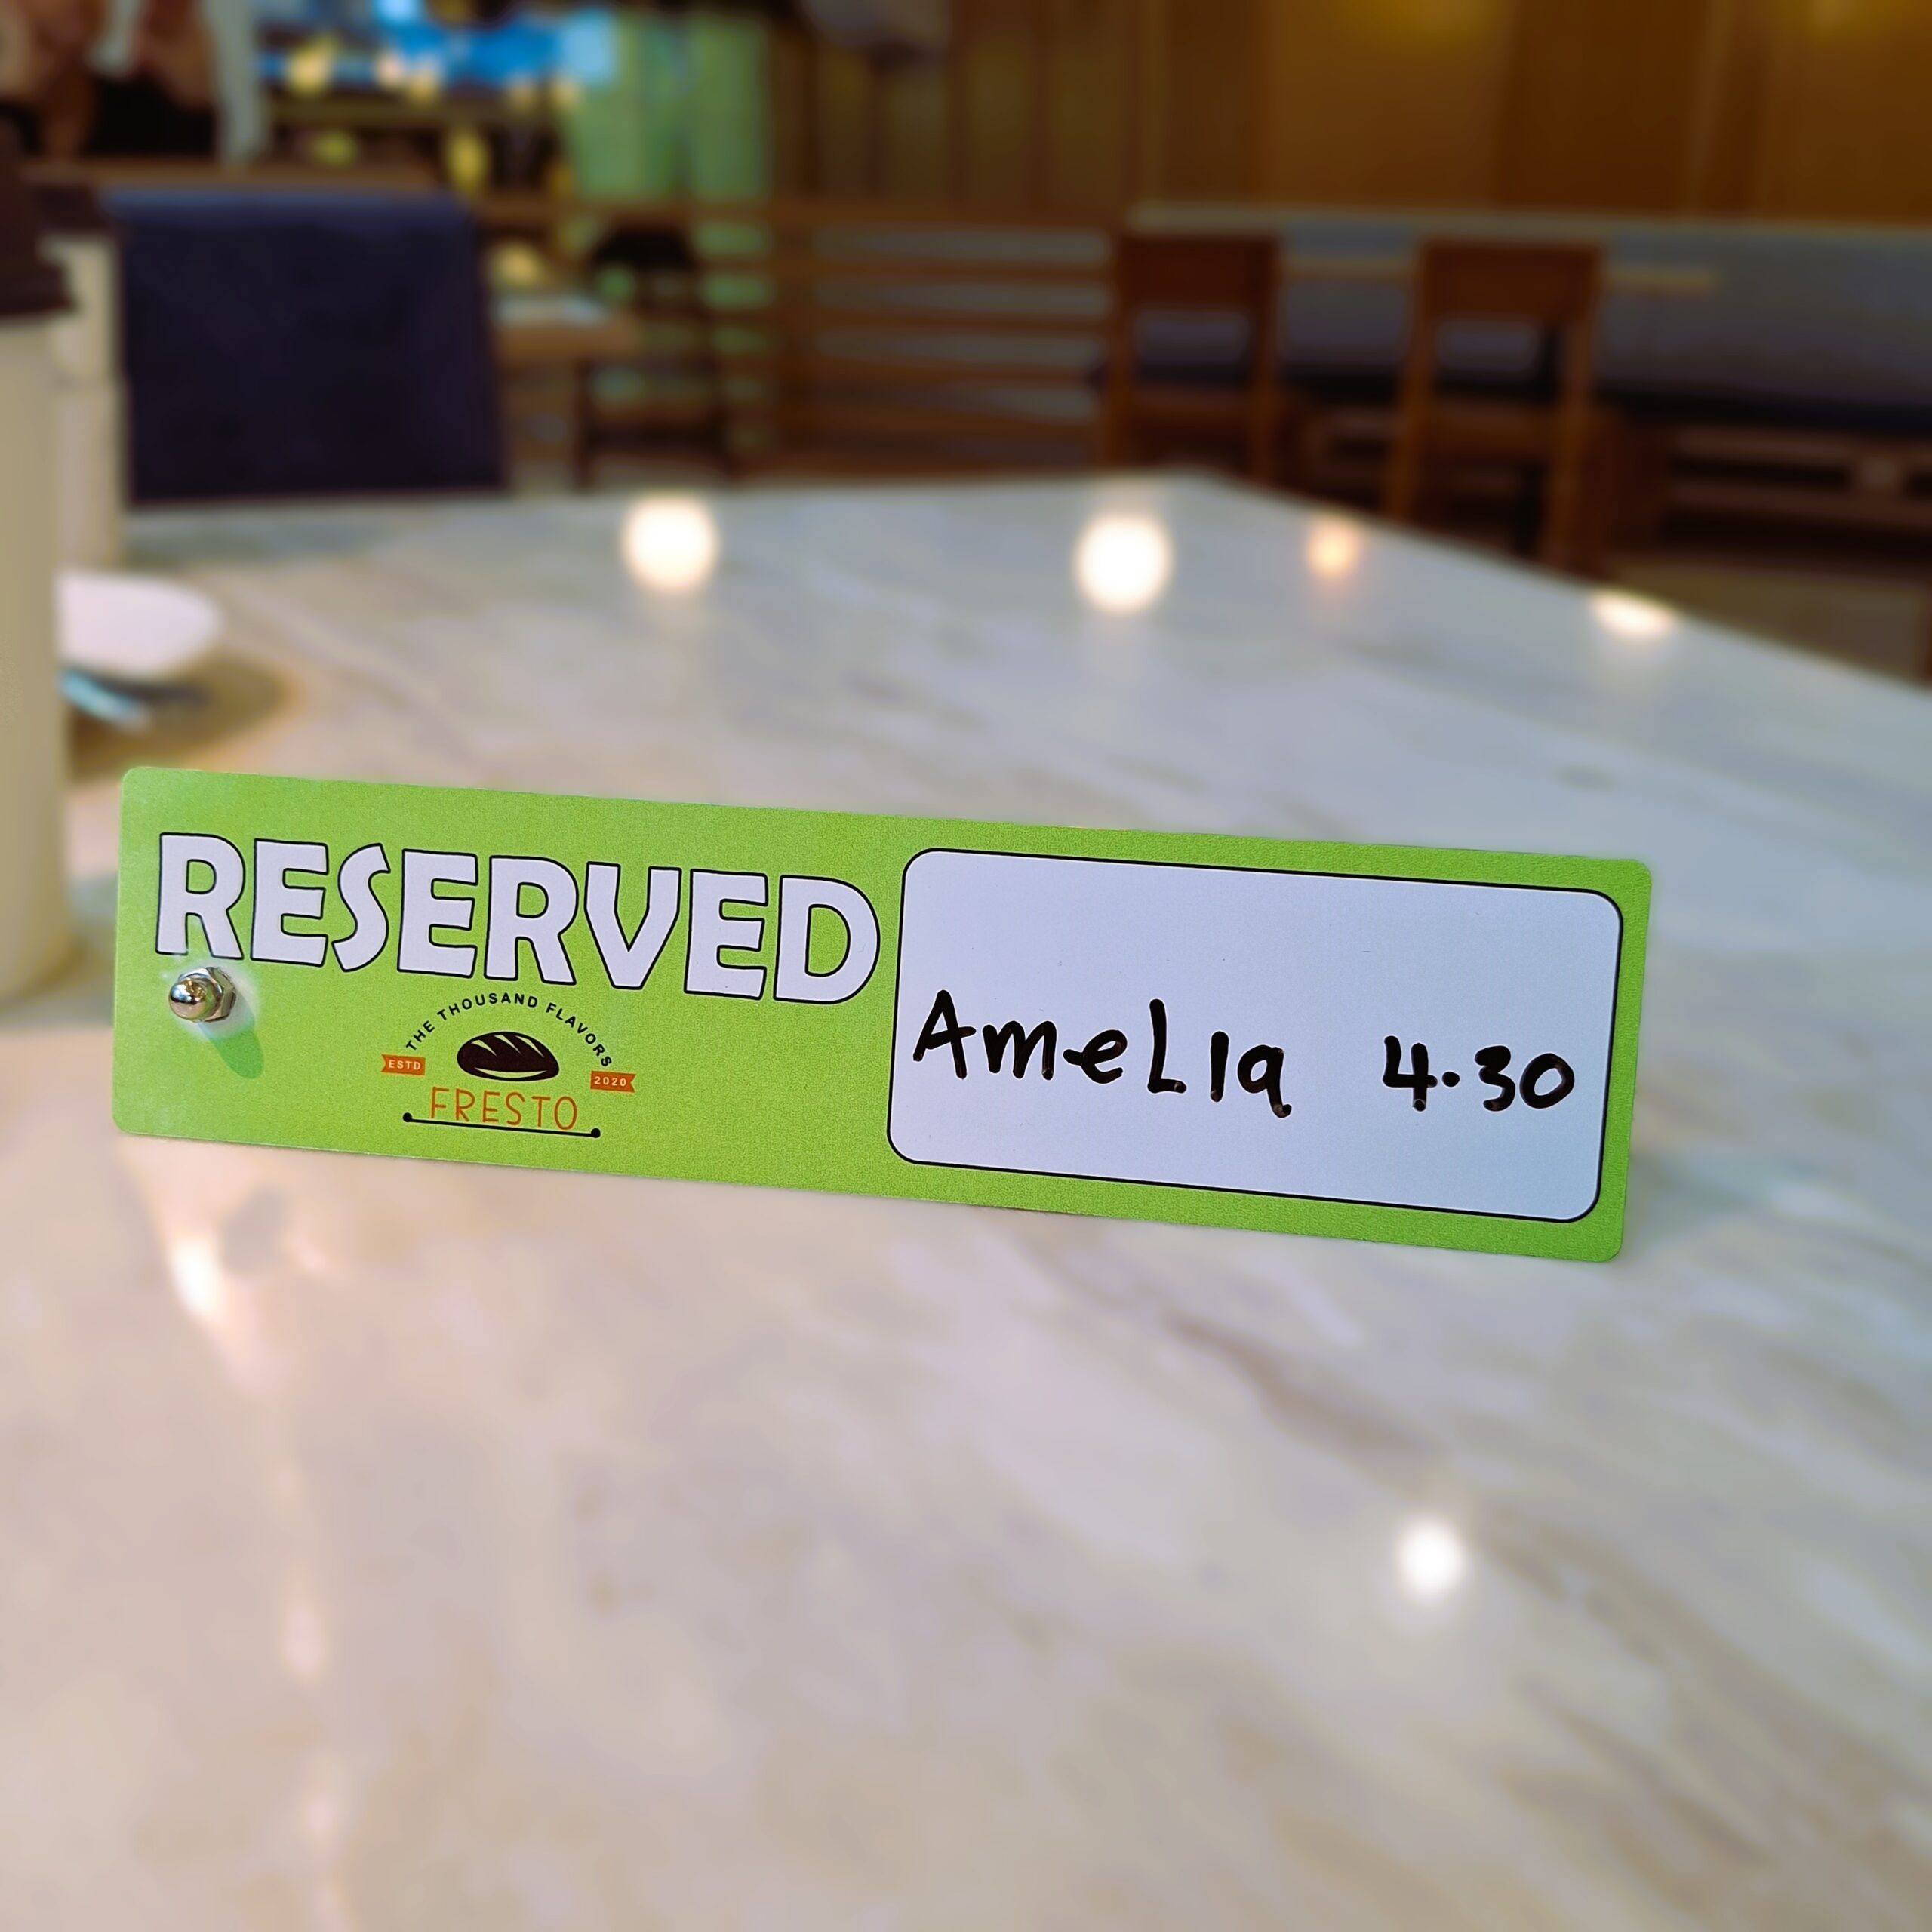 RESERVED
THE THOUSAND FLAVORS
ESTD 2020
FRESTO
AmeLIa 4.30